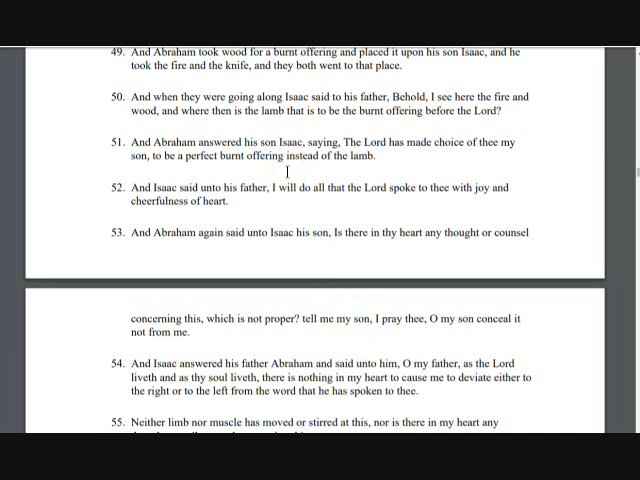 49. And Abraham took wood for a burnt offering and placed it upon his son Isaac, and he
took the fire and the knife, and they both went to that place.
50. And when they were going along Isaac said to his father, Behold, I see here the fire and
wood, and where then is the lamb that is to be the burnt offering before the Lord?
51. And Abraham answered his son Isaac, saying, The Lord has made choice of thee my
son, to be a perfect burnt offering instead of the lamb.
52. And Isaac said unto his father, I will do all that the Lord spoke to thee with joy and
cheerfulness of heart.
53. And Abraham again said unto Isaac his son, Is there in thy heart any thought or counsel
concerning this, which is not proper? tell me my son, I pray thee, O my son conceal it
not from me.
54. And Isaac answered his father Abraham and said unto him, O my father, as the Lord
liveth and as thy soul liveth, there is nothing in my heart to cause me to deviate either to
the right or to the left from the word that he has spoken to thee.
55. Neither limb nor muscle has moved or stirred at this, nor is there in my heart any